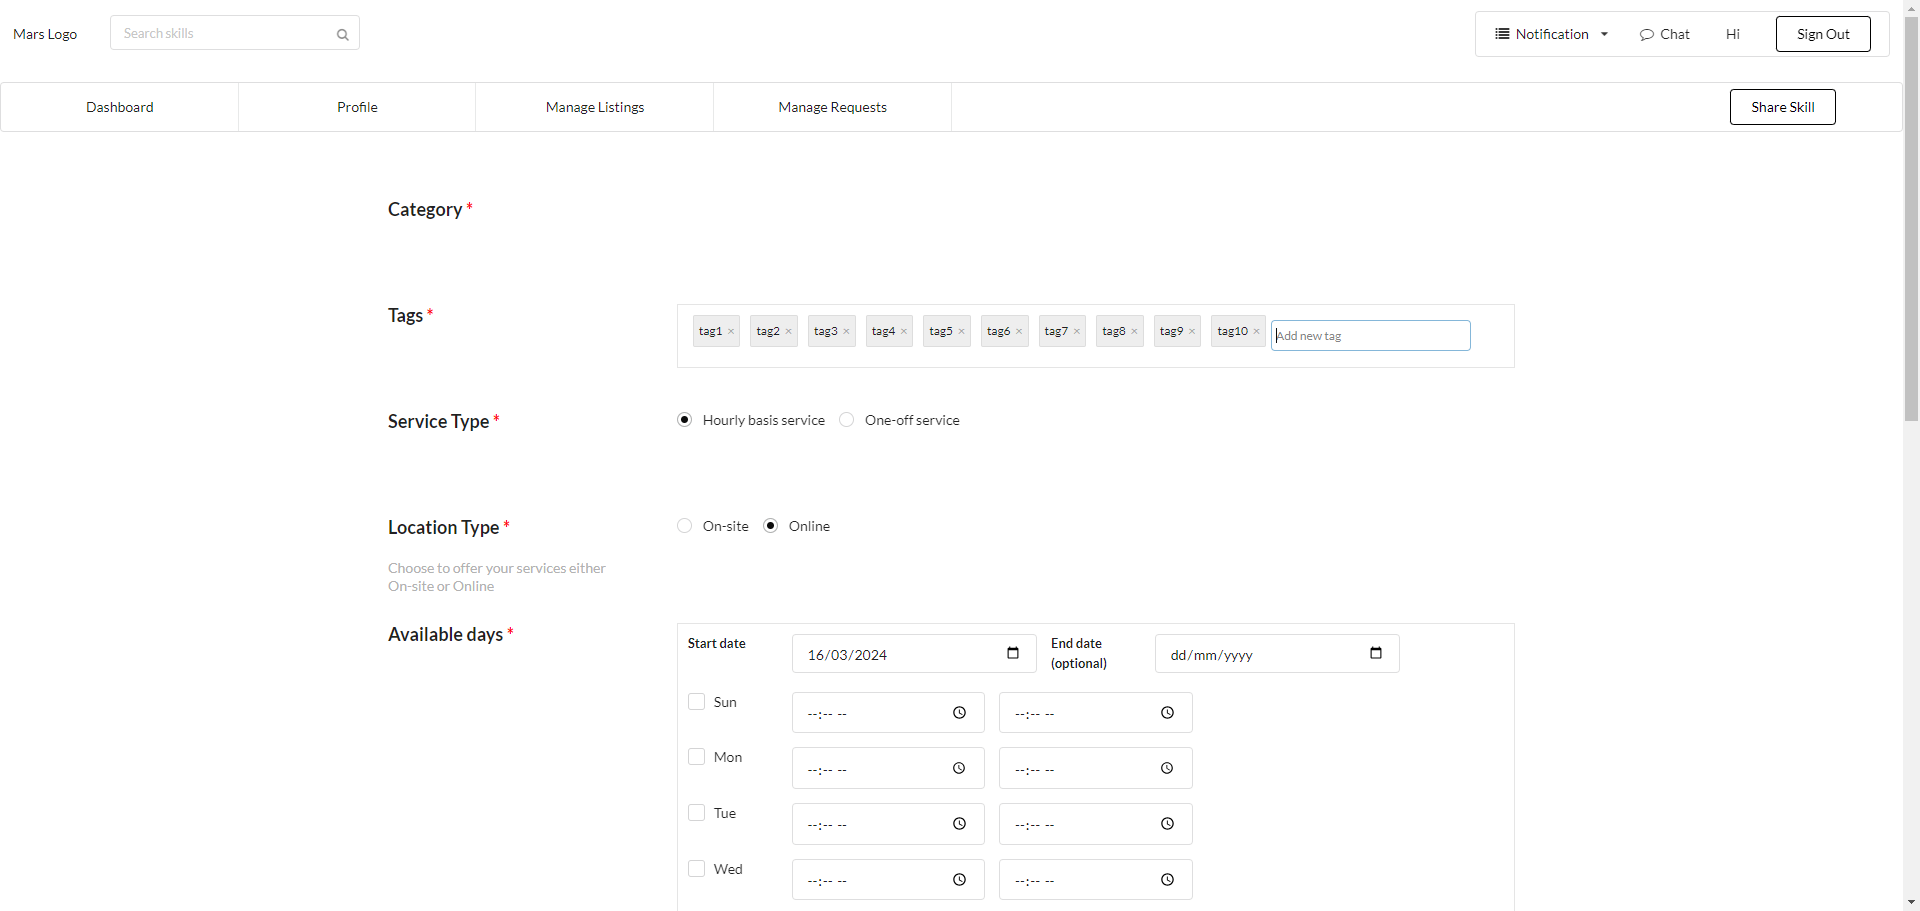 Mars Logo
Search skills
Notification
Chat
Hi
Sign Out
Dashboard
Profile
Manage Listings
Manage Requests
Share Skill
Category *
Tags *
tag1 ×
tag2 ×
tag3 ×
tag4 ×
tag5 ×
tag6 ×
tag7 ×
tag8 ×
tag9 ×
tag10 ×
Add new tag
Service Type *
Hourly basis service
One-off service
Location Type *
On-site
Online
Choose to offer your services either
On-site or Online
Available days *
Start date
16/03/2024
End date
(optional)
dd/mm/yyyy
Sun
--:-- --
--:-- --
Mon
--:-- --
--:-- --
Tue
--:-- --
--:-- --
Wed
--:-- --
--:-- --